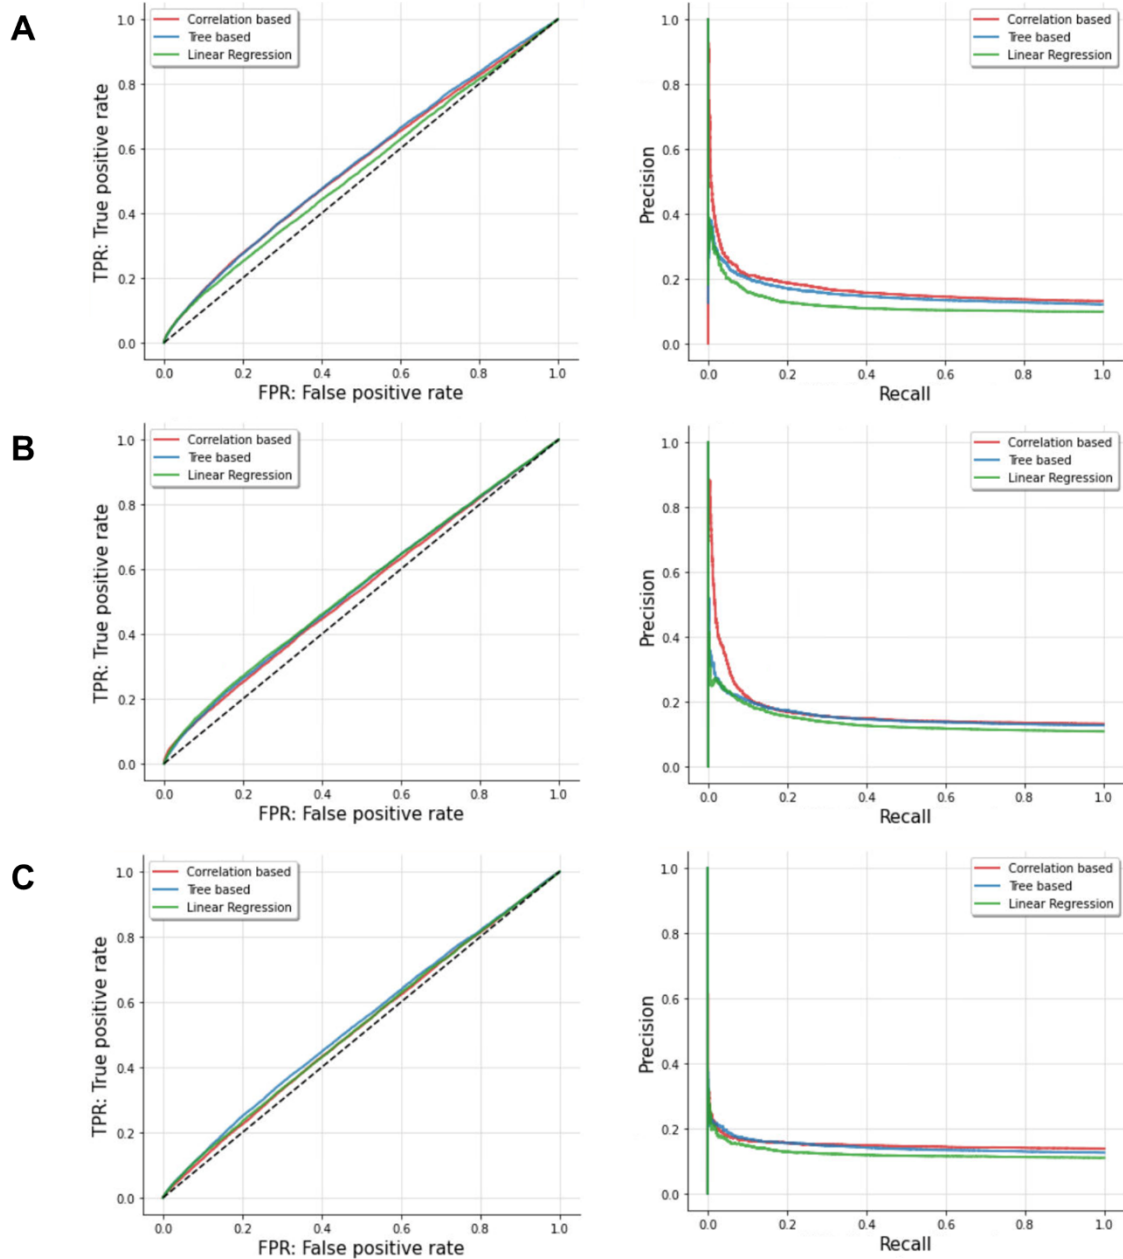 A
Correlation based
Tree based
Linear Regression
1.0
0.8
0.6
0.4
0.2
0.0
TPR: True positive rate
0.0 0.2 0.4 0.6 0.8 1.0
FPR: False positive rate
Correlation based
Tree based
Linear Regression
1.0
0.8
0.6
0.4
0.2
0.0
Precision
0.0 0.2 0.4 0.6 0.8 1.0
Recall
B
Correlation based
Tree based
Linear Regression
1.0
0.8
0.6
0.4
0.2
0.0
TPR: True positive rate
0.0 0.2 0.4 0.6 0.8 1.0
FPR: False positive rate
Correlation based
Tree based
Linear Regression
1.0
0.8
0.6
0.4
0.2
0.0
Precision
0.0 0.2 0.4 0.6 0.8 1.0
Recall
C
Correlation based
Tree based
Linear Regression
1.0
0.8
0.6
0.4
0.2
0.0
TPR: True positive rate
0.0 0.2 0.4 0.6 0.8 1.0
FPR: False positive rate
Correlation based
Tree based
Linear Regression
1.0
0.8
0.6
0.4
0.2
0.0
Precision
0.0 0.2 0.4 0.6 0.8 1.0
Recall